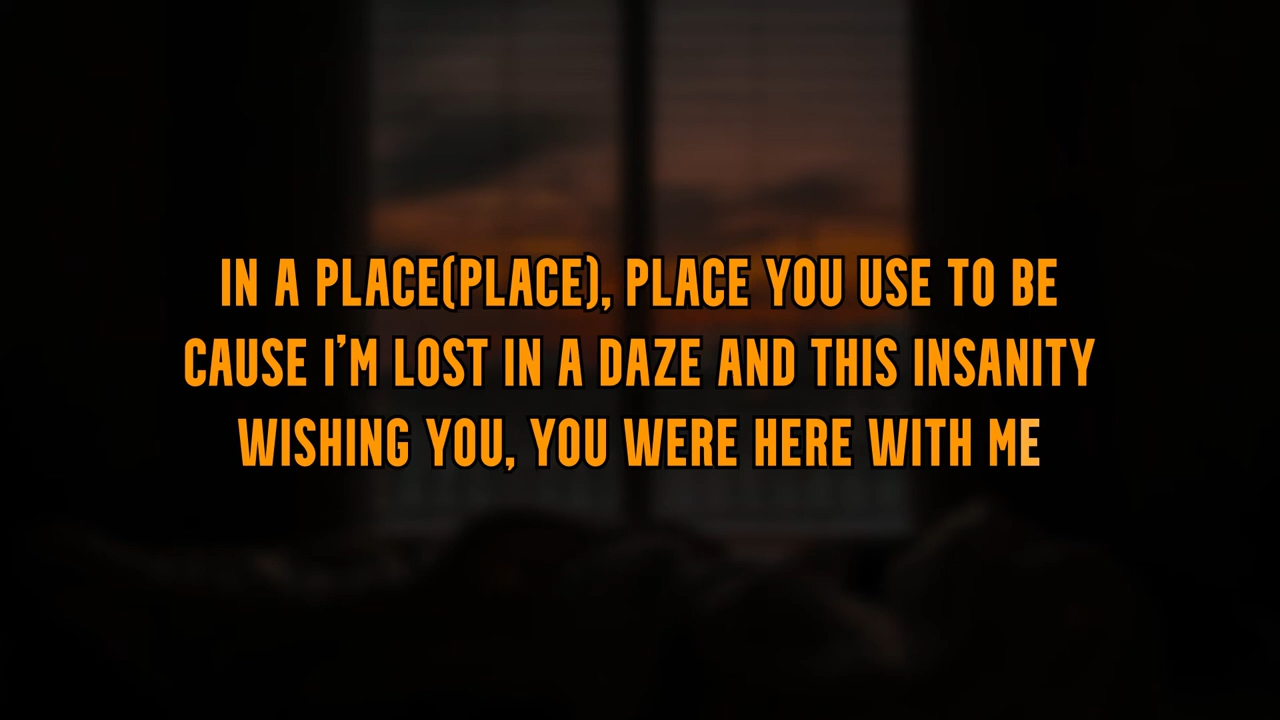 IN A PLACE(PLACE), PLACE YOU USE TO BE
CAUSE I'M LOST IN A DAZE AND THIS INSANITY
WISHING YOU, YOU WERE HERE WITH ME